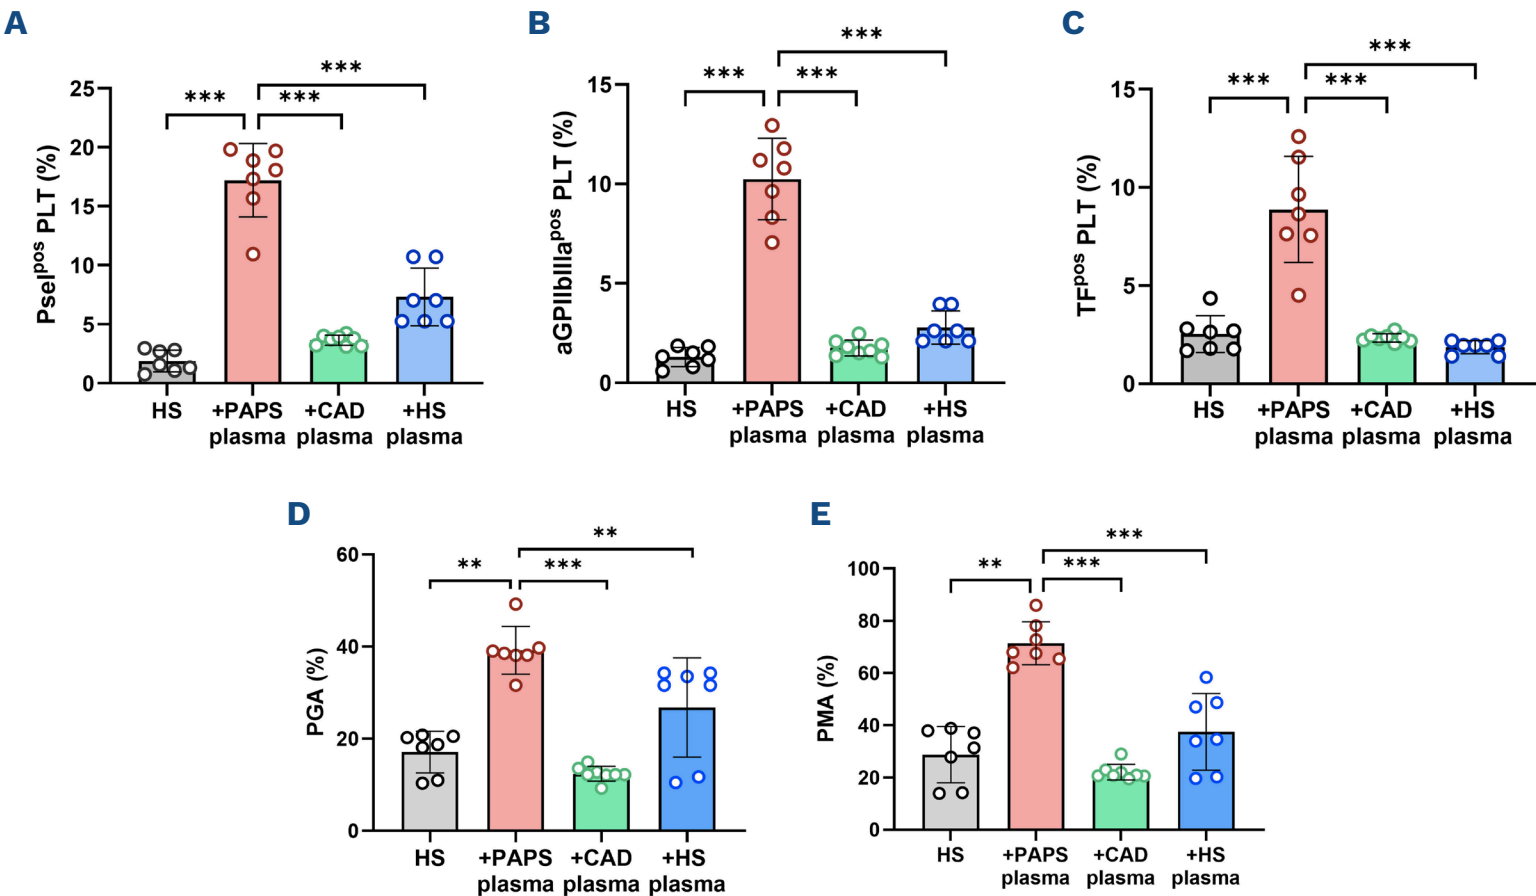 A
B
C
***
***
***
25
20
15
10
5
0
Pselpos PLT (%)
HS
+PAPS
plasma
+CAD
plasma
+HS
plasma
***
***
***
15
10
5
0
aGPIIbIIIapos PLT (%)
HS
+PAPS
plasma
+CAD
plasma
+HS
plasma
***
***
***
15
10
5
0
TFpos PLT (%)
HS
+PAPS
plasma
+CAD
plasma
+HS
plasma
D
E
**
**
***
60
40
20
0
PGA (%)
HS
+PAPS
plasma
+CAD
plasma
+HS
plasma
***
**
***
100
80
60
40
20
0
PMA (%)
HS
+PAPS
plasma
+CAD
plasma
+HS
plasma